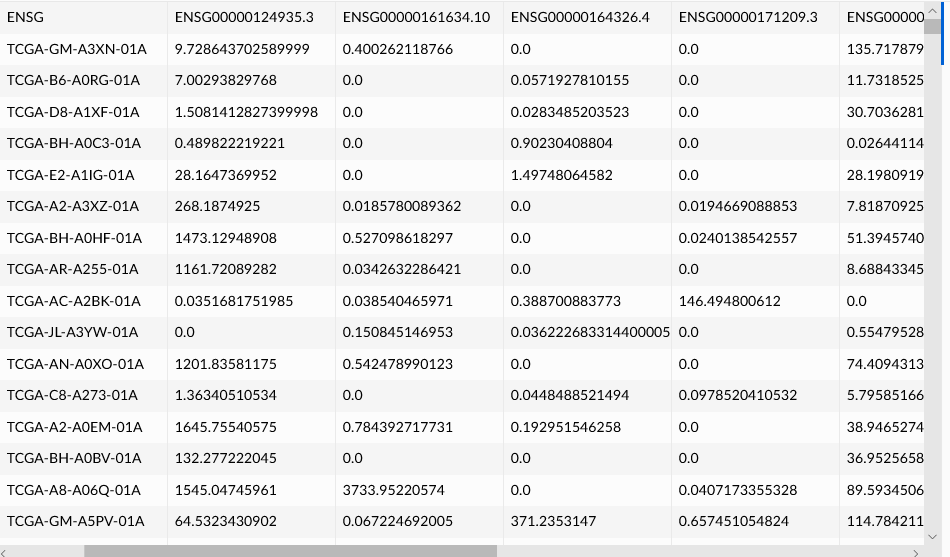 ENSG ENSG00000124935.3 ENSG00000161634.10 ENSG00000164326.4 ENSG00000171209.3 ENSG00000
TCGA-GM-A3XN-01A 9.728643702589999 0.400262118766 0.0 0.0 135.717879
TCGA-B6-A0RG-01A 7.00293829768 0.0 0.0571927810155 0.0 11.7318525
TCGA-D8-A1XF-01A 1.5081412827399998 0.0 0.0283485203523 0.0 30.7036281
TCGA-BH-A0C3-01A 0.489822219221 0.0 0.90230408804 0.0 0.02644114
TCGA-E2-A1IG-01A 28.1647369952 0.0 1.49748064582 0.0 28.1980919
TCGA-A2-A3XZ-01A 268.1874925 0.0185780089362 0.0 0.0194669088853 7.81870925
TCGA-BH-A0HF-01A 1473.12948908 0.527098618297 0.0 0.0240138542557 51.3945740
TCGA-AR-A255-01A 1161.72089282 0.0342632286421 0.0 0.0 8.68843345
TCGA-AC-A2BK-01A 0.0351681751985 0.038540465971 0.388700883773 146.494800612 0.0
TCGA-JL-A3YW-01A 0.0 0.150845146953 0.036222683314400005 0.0 0.55479528
TCGA-AN-A0XO-01A 1201.83581175 0.542478990123 0.0 0.0 74.4094313
TCGA-C8-A273-01A 1.36340510534 0.0 0.0448488521494 0.0978520410532 5.79585166
TCGA-A2-A0EM-01A 1645.75540575 0.784392717731 0.192951546258 0.0 38.9465274
TCGA-BH-A0BV-01A 132.277222045 0.0 0.0 0.0 36.9525658
TCGA-A8-A06Q-01A 1545.04745961 3733.95220574 0.0 0.0407173355328 89.5934506
TCGA-GM-A5PV-01A 64.5323430902 0.067224692005 371.2353147 0.657451054824 114.784211